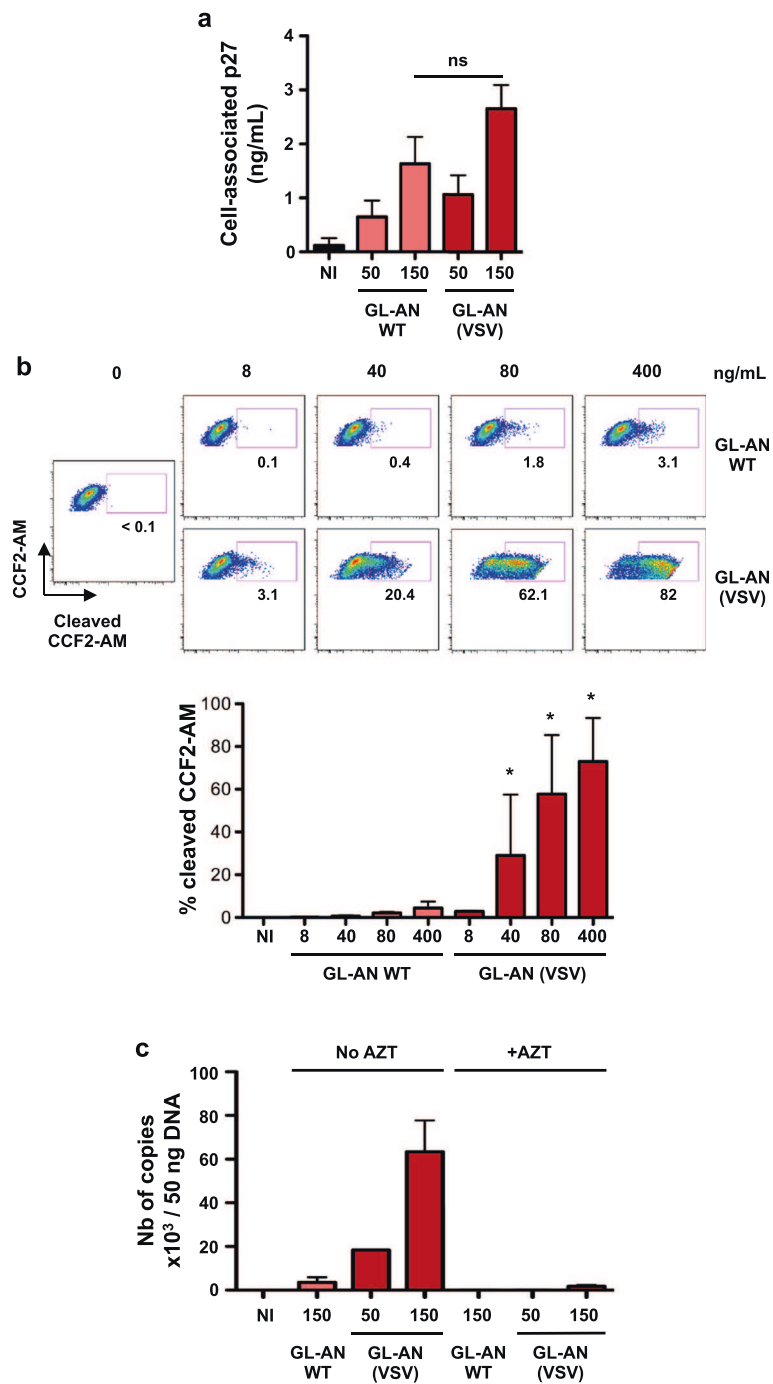 a
Cell-associated p27
(ng/mL)
4
3
2
1
0
ns
NI 50 150 50 150
GL-AN
WT
GL-AN
(VSV)
b
0 8 40 80 400 ng/mL
0.1 0.4 1.8 3.1
GL-AN
WT
< 0.1
3.1 20.4 62.1 82
GL-AN
(VSV)
CCF2-AM
Cleaved
CCF2-AM
% cleaved CCF2-AM
100
80
60
40
20
0
* * *
NI 8 40 80 400 8 40 80 400
GL-AN WT GL-AN (VSV)
c
No AZT +AZT
Nb of copies
x10³ / 50 ng DNA
100
80
60
40
20
0
NI 150 50 150 150 50 150
GL-AN
WT
GL-AN
(VSV)
GL-AN
WT
GL-AN
(VSV)